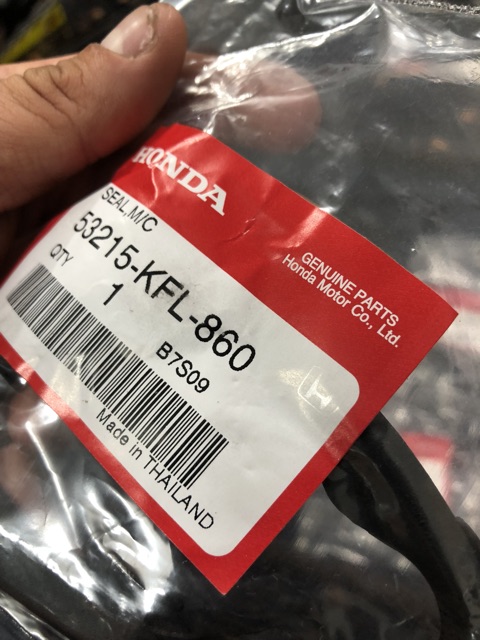 HONDA
SEAL,M/C
53215-KFL-860
QTY
1
B7S09
Made in THAILAND
GENUINE PARTS
Honda Motor Co., Ltd.